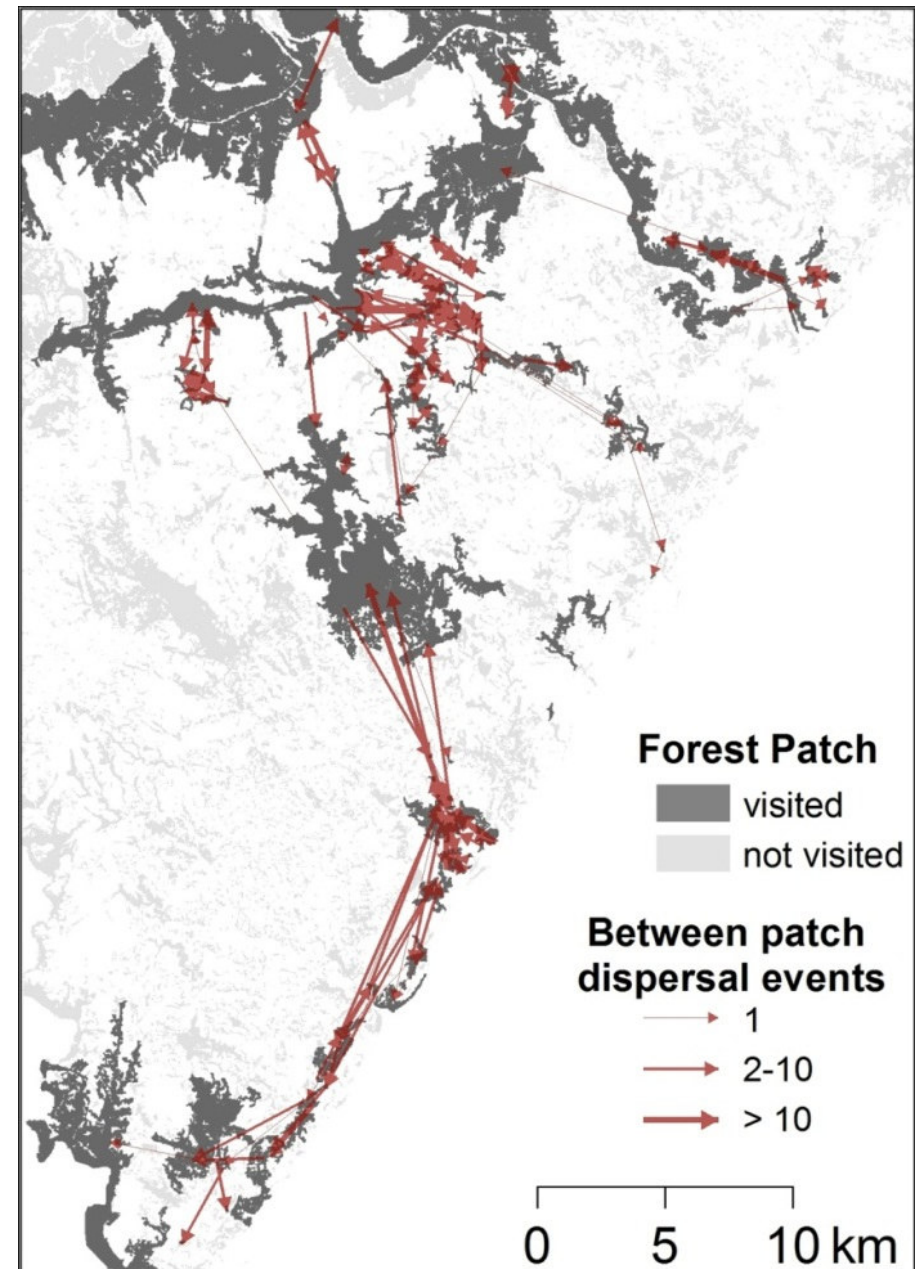 Forest Patch
visited
not visited
Between patch
dispersal events
1
2-10
> 10
0 5 10 km